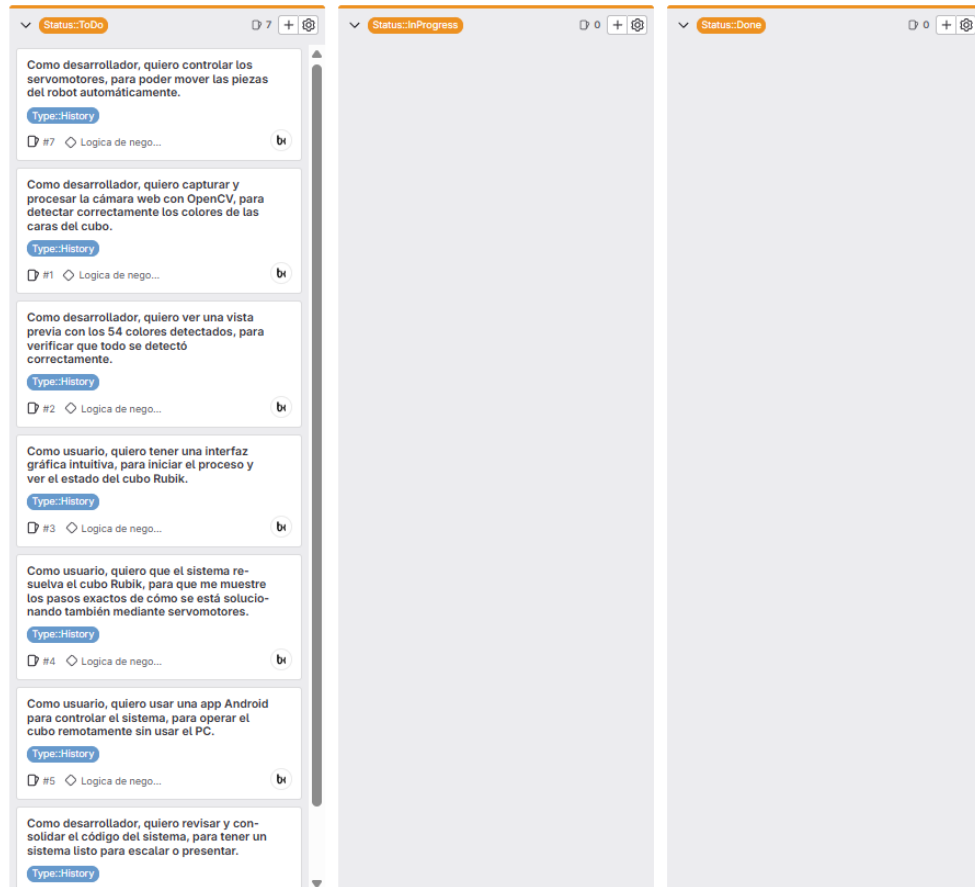 Status::ToDo
7
Status::InProgress
0
Status::Done
0
Como desarrollador, quiero controlar los
servomotores, para poder mover las piezas
del robot automáticamente.
Type::History
#7 Logica de nego...
Como desarrollador, quiero capturar y
procesar la cámara web con OpenCV, para
detectar correctamente los colores de las
caras del cubo.
Type::History
#1 Logica de nego...
Como desarrollador, quiero ver una vista
previa con los 54 colores detectados, para
verificar que todo se detectó
correctamente.
Type::History
#2 Logica de nego...
Como usuario, quiero tener una interfaz
gráfica intuitiva, para iniciar el proceso y
ver el estado del cubo Rubik.
Type::History
#3 Logica de nego...
Como usuario, quiero que el sistema re-
suelva el cubo Rubik, para que me muestre
los pasos exactos de cómo se está solucio-
nando también mediante servomotores.
Type::History
#4 Logica de nego...
Como usuario, quiero usar una app Android
para controlar el sistema, para operar el
cubo remotamente sin usar el PC.
Type::History
#5 Logica de nego...
Como desarrollador, quiero revisar y con-
solidar el código del sistema, para tener un
sistema listo para escalar o presentar.
Type::History